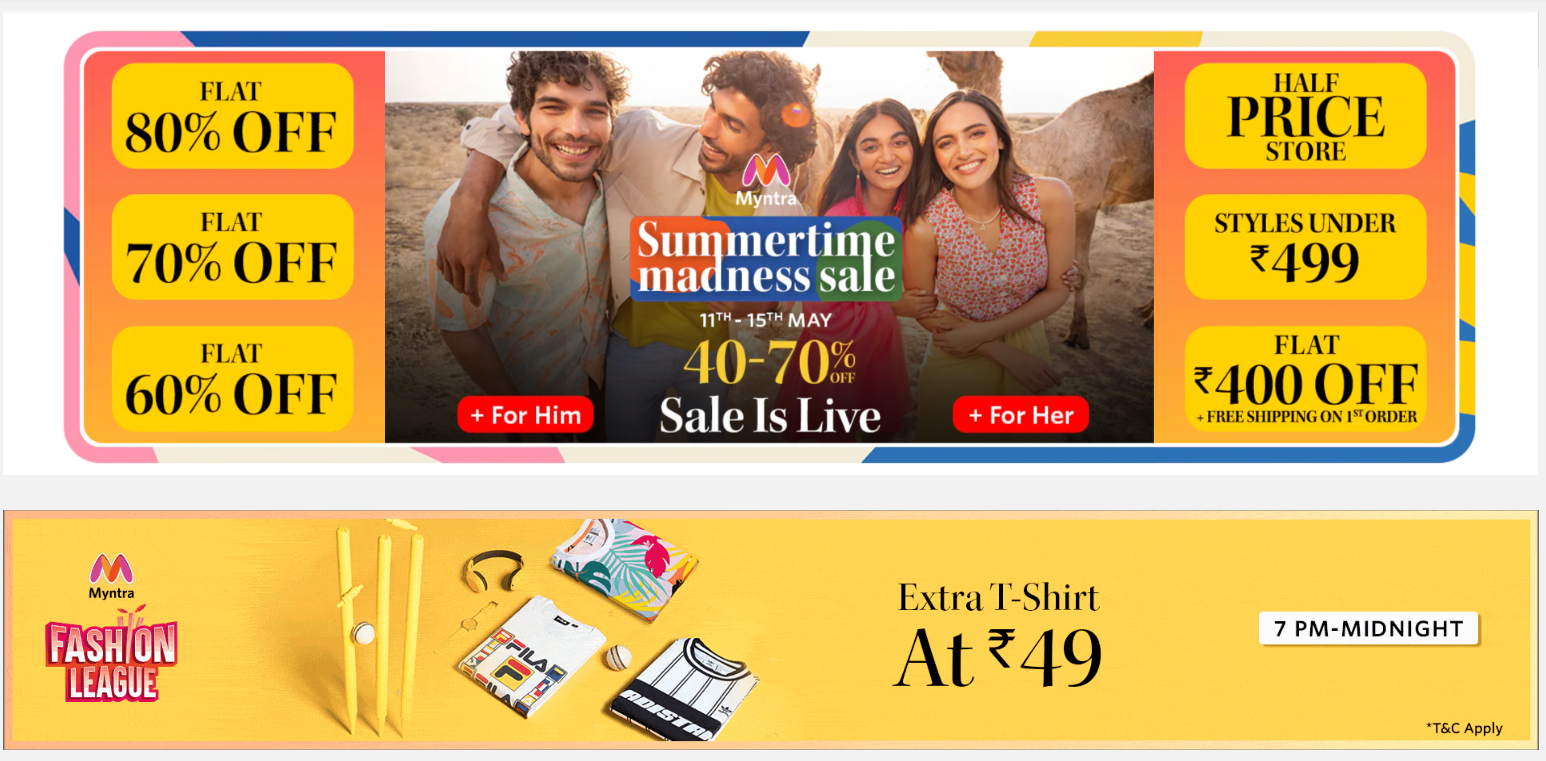 FLAT
80% OFF
FLAT
70% OFF
FLAT
60% OFF
Myntra
Summertime
madness sale
11TH - 15TH MAY
40-70% OFF
Sale Is Live
+ For Him
+ For Her
HALF
PRICE
STORE
STYLES UNDER
₹499
FLAT
₹400 OFF
+ FREE SHIPPING ON 1ST ORDER
Myntra
FASHION
LEAGUE
FILA
ADISTAR
Extra T-Shirt
At ₹49
7 PM-MIDNIGHT
*T&C Apply